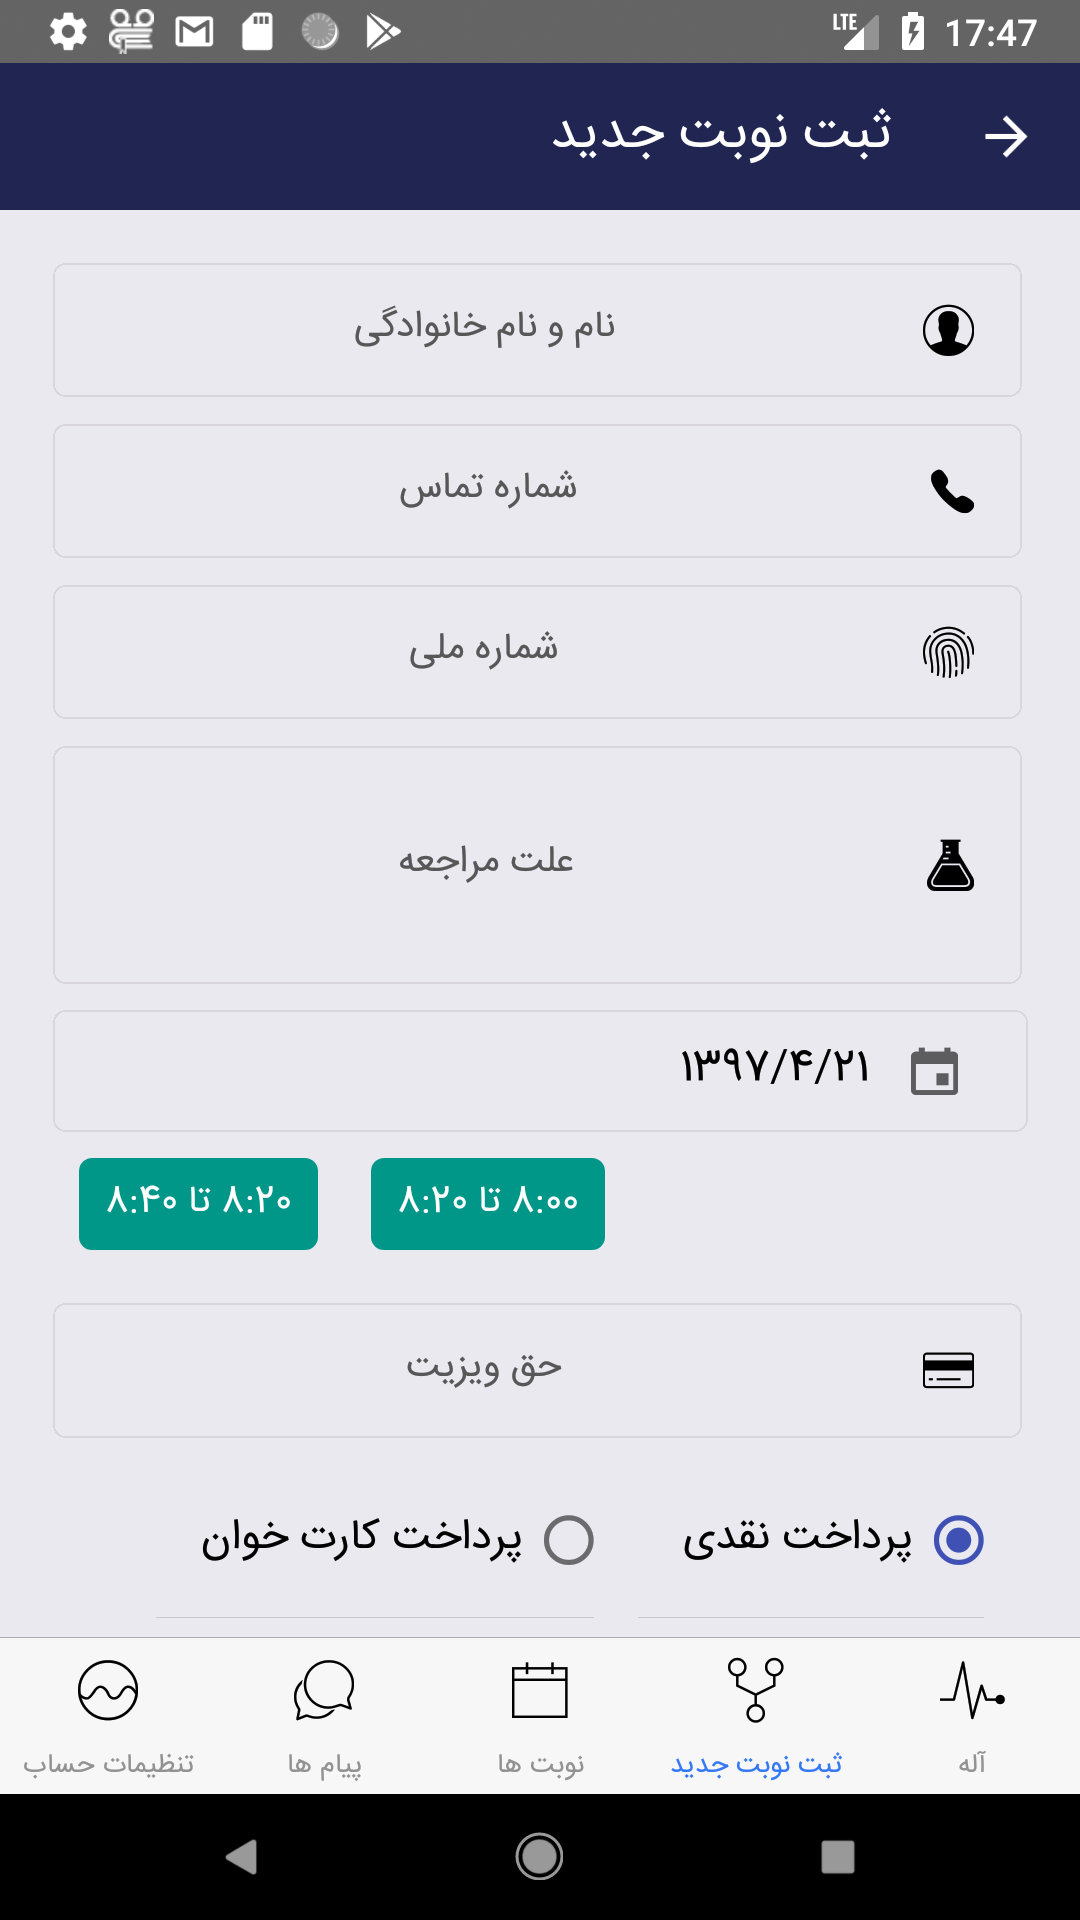 LTE 17:47
ثبت نوبت جدید
نام و نام خانوادگی
شماره تماس
شماره ملی
علت مراجعه
۱۳۹۷/۴/۲۱
۸:۰۰ تا ۸:۲۰
۸:۲۰ تا ۸:۴۰
حق ویزیت
پرداخت نقدی
پرداخت کارت خوان
آله
ثبت نوبت جدید
نوبت ها
پیام ها
تنظیمات حساب